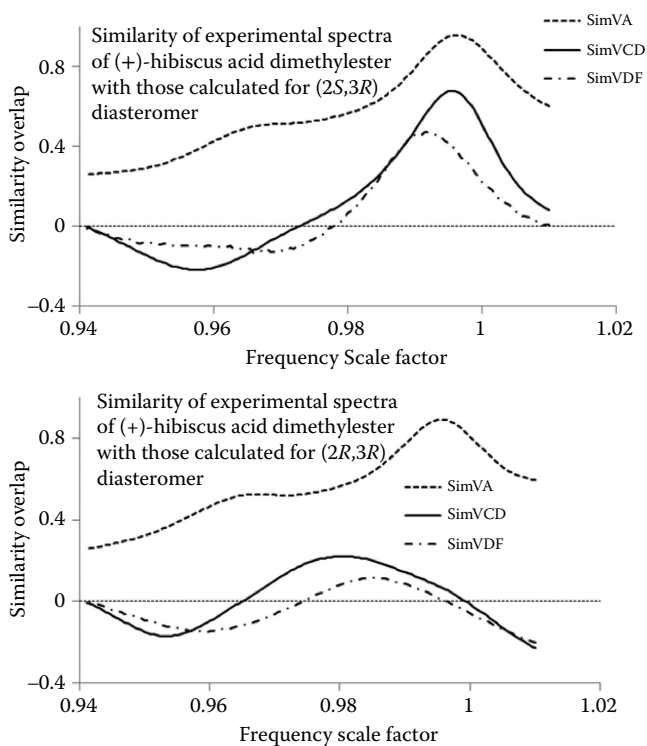 Similarity of experimental spectra
of (+)-hibiscus acid dimethylester
with those calculated for (2S,3R)
diasteromer
SimVA
SimVCD
SimVDF
Similarity overlap
0.8
0.4
0
–0.4
0.94
0.96
0.98
1
1.02
Frequency Scale factor
Similarity of experimental spectra
of (+)-hibiscus acid dimethylester
with those calculated for (2R,3R)
diasteromer
SimVA
SimVCD
SimVDF
Similarity overlap
0.8
0.4
0
–0.4
0.94
0.96
0.98
1
1.02
Frequency scale factor